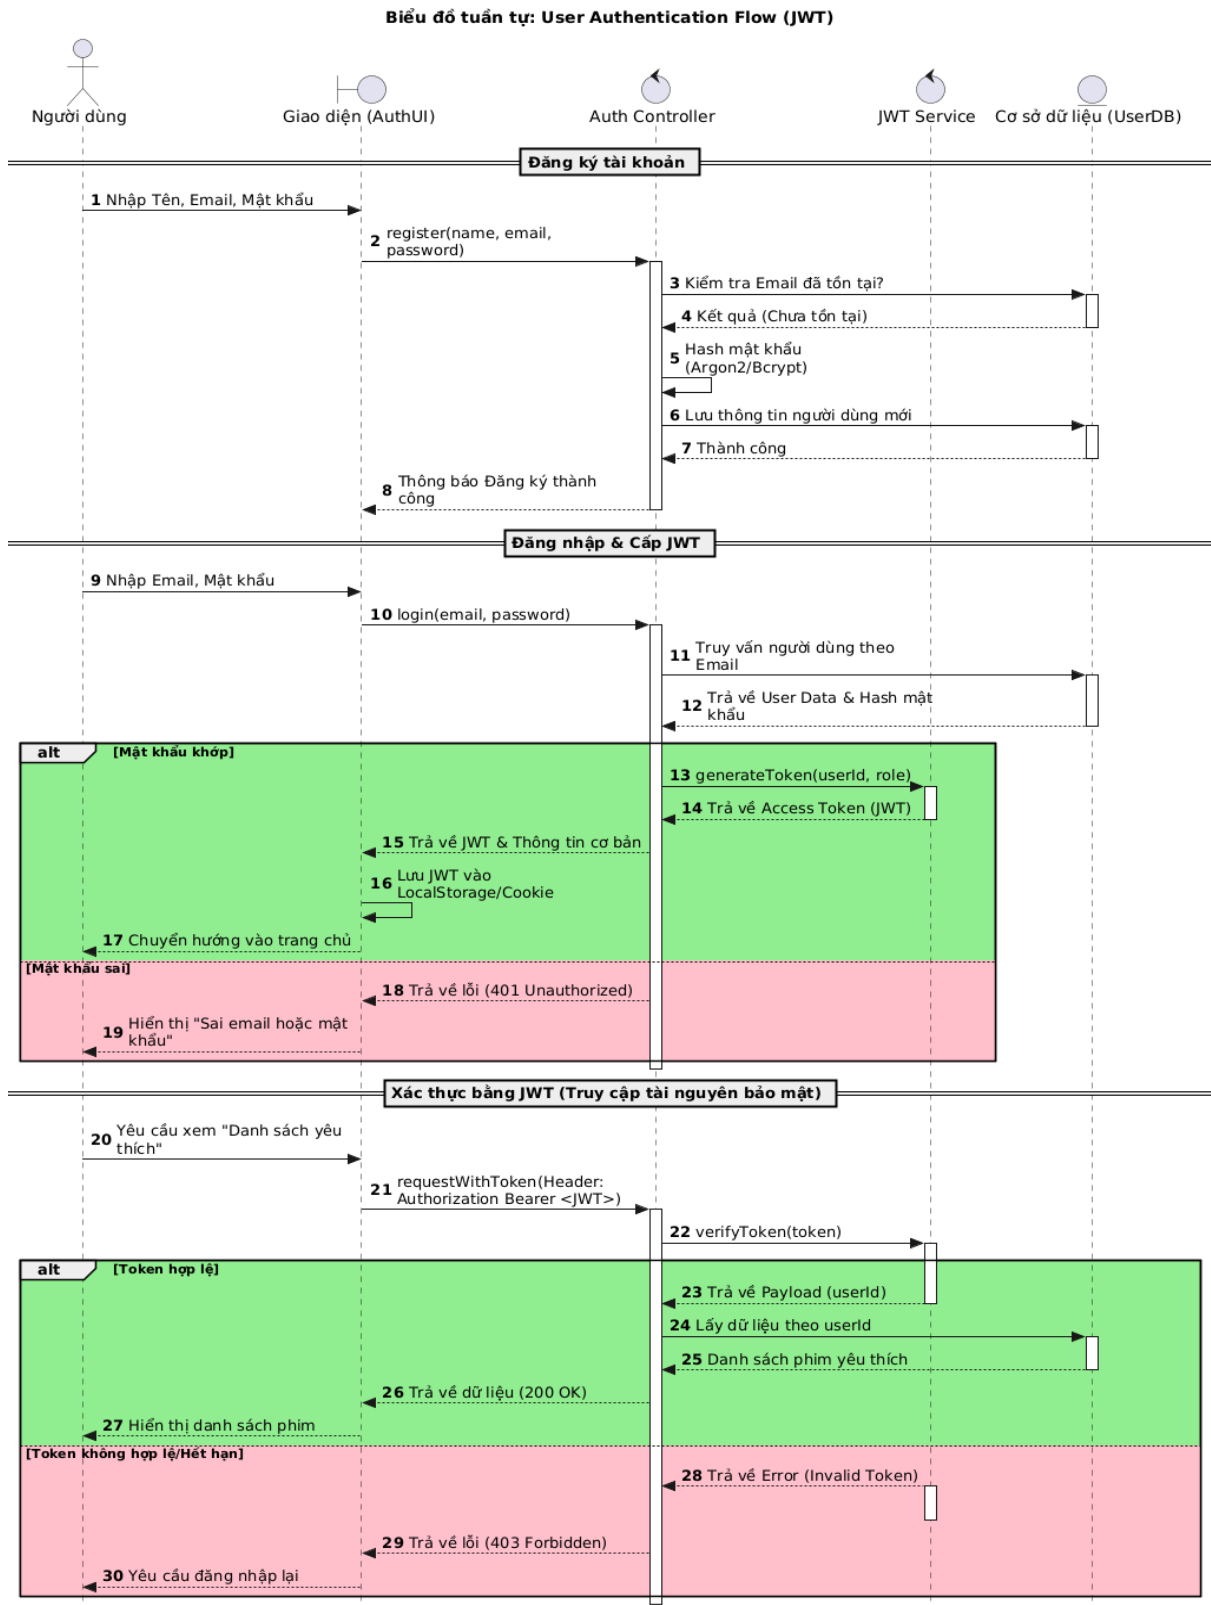 Biểu đồ tuần tự: User Authentication Flow (JWT)
Người dùng
Giao diện (AuthUI)
Auth Controller
JWT Service
Cơ sở dữ liệu (UserDB)
Đăng ký tài khoản
1 Nhập Tên, Email, Mật khẩu
2 register(name, email,
password)
3 Kiểm tra Email đã tồn tại?
4 Kết quả (Chưa tồn tại)
5 Hash mật khẩu
(Argon2/Bcrypt)
6 Lưu thông tin người dùng mới
7 Thành công
8 Thông báo Đăng ký thành
công
Đăng nhập & Cấp JWT
9 Nhập Email, Mật khẩu
10 login(email, password)
11 Truy vấn người dùng theo
Email
12 Trả về User Data & Hash mật
khẩu
alt [Mật khẩu khớp]
13 generateToken(userId, role)
14 Trả về Access Token (JWT)
15 Trả về JWT & Thông tin cơ bản
16 Lưu JWT vào
LocalStorage/Cookie
17 Chuyển hướng vào trang chủ
[Mật khẩu sai]
18 Trả về lỗi (401 Unauthorized)
19 Hiển thị "Sai email hoặc mật
khẩu"
Xác thực bằng JWT (Truy cập tài nguyên bảo mật)
20 Yêu cầu xem "Danh sách yêu
thích"
21 requestWithToken(Header:
Authorization Bearer <JWT>)
22 verifyToken(token)
alt [Token hợp lệ]
23 Trả về Payload (userId)
24 Lấy dữ liệu theo userId
25 Danh sách phim yêu thích
26 Trả về dữ liệu (200 OK)
27 Hiển thị danh sách phim
[Token không hợp lệ/Hết hạn]
28 Trả về Error (Invalid Token)
29 Trả về lỗi (403 Forbidden)
30 Yêu cầu đăng nhập lại